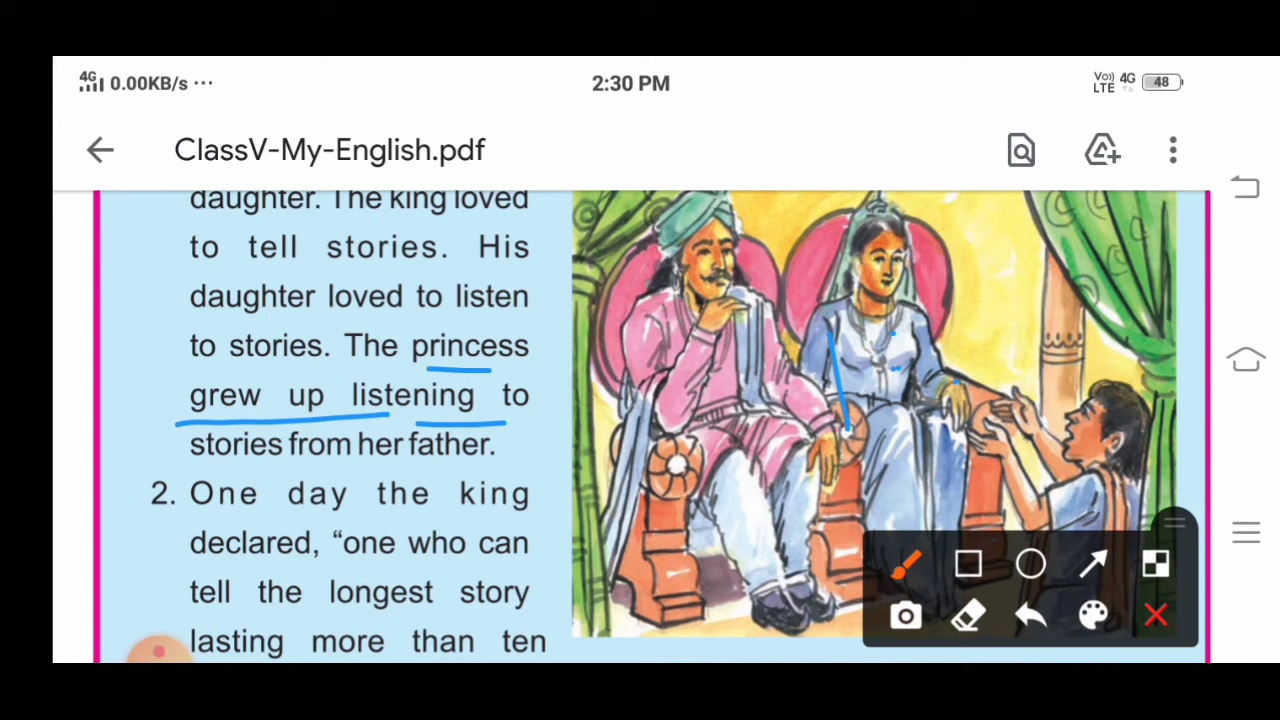 4G 0.00KB/s ···
2:30 PM
Vo)) LTE 4G 48
ClassV-My-English.pdf
daughter. The king loved
to tell stories. His
daughter loved to listen
to stories. The princess
grew up listening to
stories from her father.
2. One day the king
declared, “one who can
tell the longest story
lasting more than ten